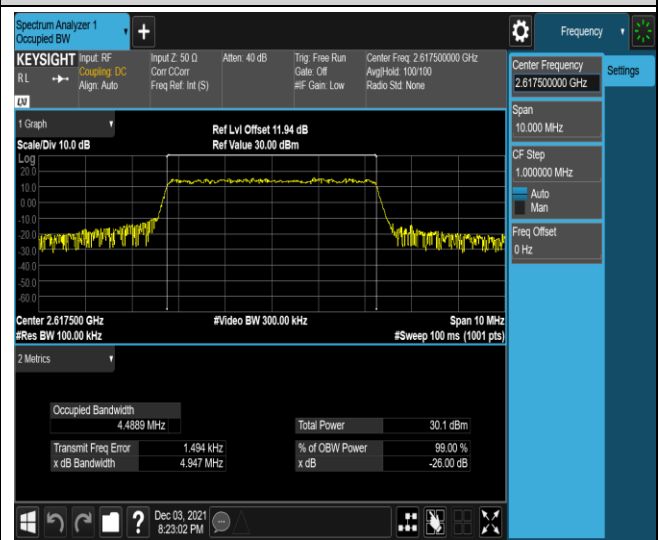 Spectrum Analyzer 1
Occupied BW
Frequency
KEYSIGHT
RL
LXI
Input: RF
Coupling: DC
Align: Auto
Input Z: 50 Ω
Corr CCorr
Freq Ref: Int (S)
Atten: 40 dB
Trig: Free Run
Gate: Off
#IF Gain: Low
Center Freq: 2.617500000 GHz
Avg|Hold: 100/100
Radio Std: None
Center Frequency
2.617500000 GHz
Settings
Span
10.000 MHz
CF Step
1.000000 MHz
Auto
Man
Freq Offset
0 Hz
1 Graph
Scale/Div 10.0 dB
Ref Lvl Offset 11.94 dB
Ref Value 30.00 dBm
Log
20.0
10.0
0.00
-10.0
-20.0
-30.0
-40.0
-50.0
-60.0
Center 2.617500 GHz
#Video BW 300.00 kHz
Span 10 MHz
#Res BW 100.00 kHz
#Sweep 100 ms (1001 pts)
2 Metrics
Occupied Bandwidth
4.4889 MHz
Total Power 30.1 dBm
Transmit Freq Error 1.494 kHz
% of OBW Power 99.00 %
x dB Bandwidth 4.947 MHz
x dB -26.00 dB
?
Dec 03, 2021
8:23:02 PM